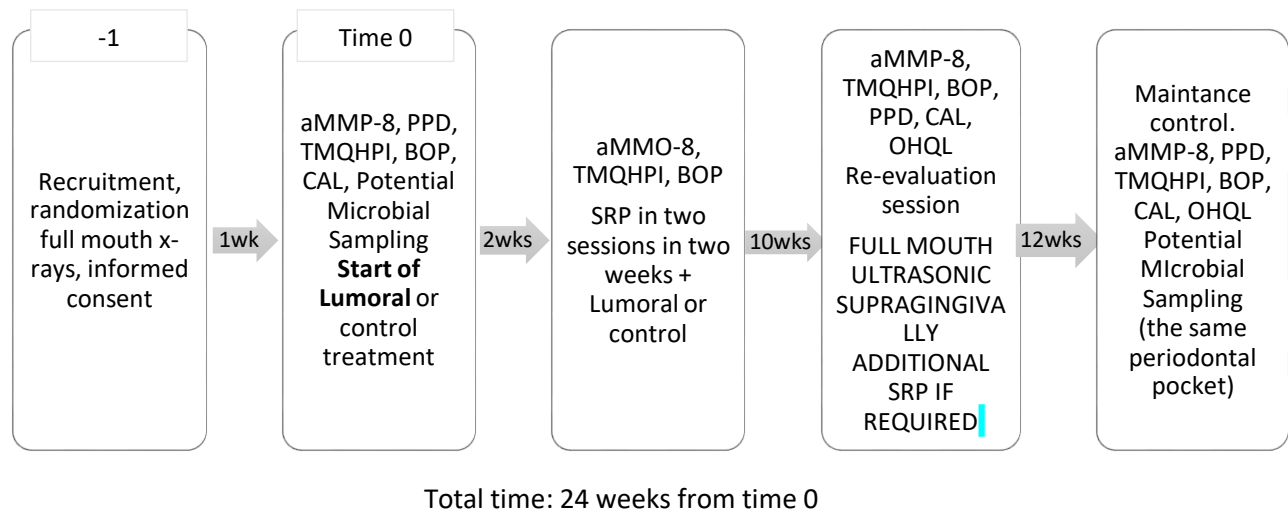 -1
Recruitment,
randomization
full mouth x-
rays, informed
consent
1wk
Time 0
aMMP-8, PPD,
TMQHPI, BOP,
CAL, Potential
Microbial
Sampling
Start of
Lumoral or
control
treatment
2wks
aMMO-8,
TMQHPI, BOP
SRP in two
sessions in two
weeks +
Lumoral or
control
10wks
aMMP-8,
TMQHPI, BOP,
PPD, CAL,
OHQL
Re-evaluation
session
FULL MOUTH
ULTRASONIC
SUPRAGINGIVA
LLY
ADDITIONAL
SRP IF
REQUIRED
12wks
Maintance
control.
aMMP-8, PPD,
TMQHPI, BOP,
CAL, OHQL
Potential
MIcrobial
Sampling
(the same
periodontal
pocket)
Total time: 24 weeks from time 0